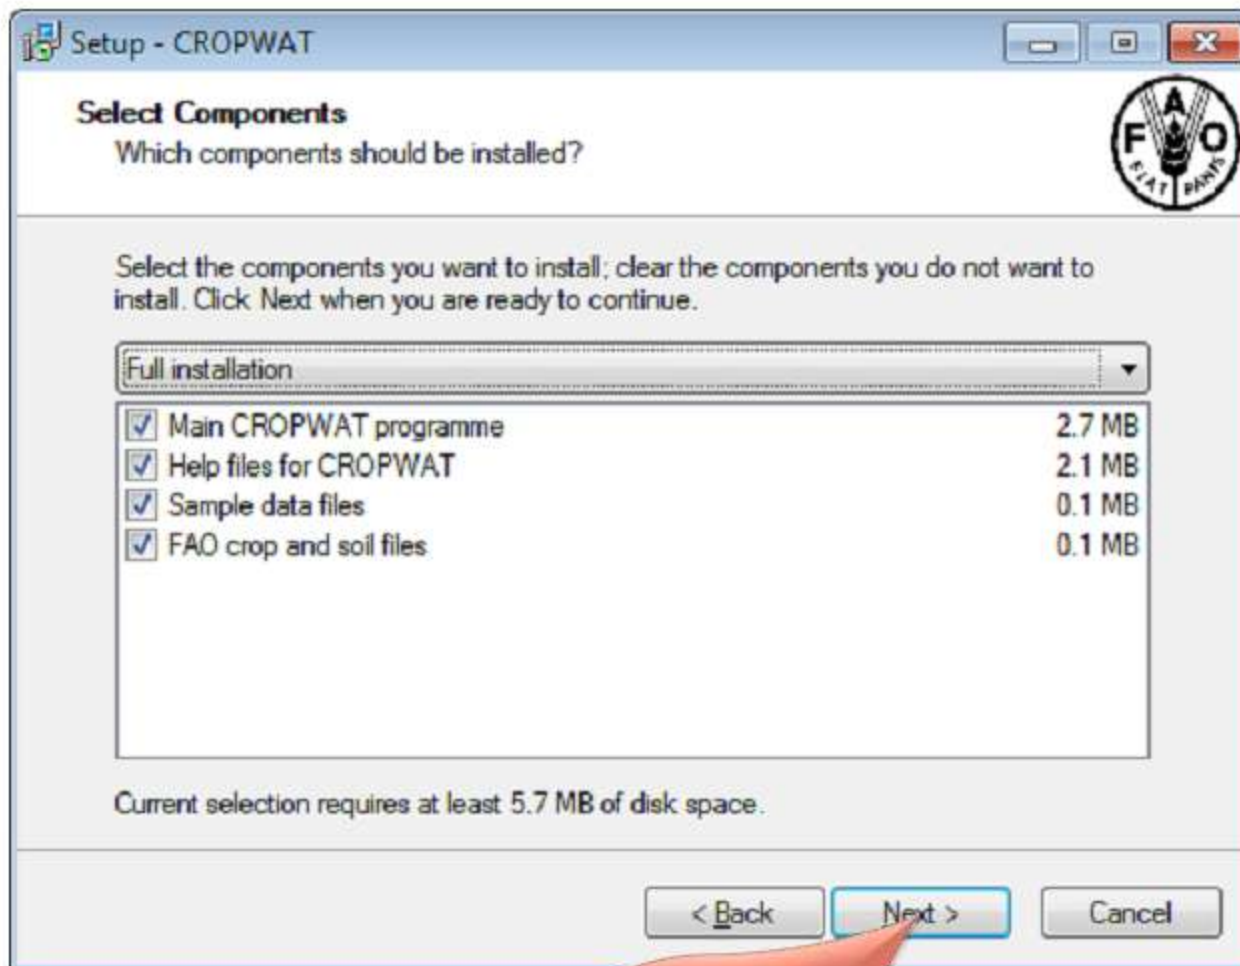 Setup - CROPWAT
Select Components
Which components should be installed?
F A O
FIAT PANIS
Select the components you want to install; clear the components you do not want to
install. Click Next when you are ready to continue.
Full installation
Main CROPWAT programme 2.7 MB
Help files for CROPWAT 2.1 MB
Sample data files 0.1 MB
FAO crop and soil files 0.1 MB
Current selection requires at least 5.7 MB of disk space.
< Back Next > Cancel